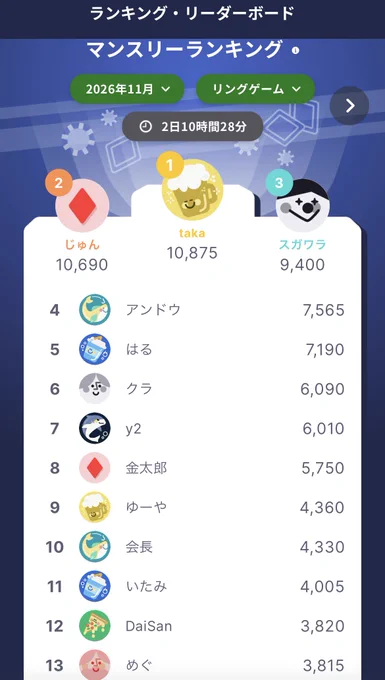 ランキング・リーダーボード
マンスリーランキング
2026年11月 リングゲーム
2日10時間28分
1
2
3
taka
10,875
じゅん
10,690
スガワラ
9,400
4 アンドウ 7,565
5 はる 7,190
6 クラ 6,090
7 y2 6,010
8 金太郎 5,750
9 ゆーや 4,360
10 会長 4,330
11 いたみ 4,005
12 DaiSan 3,820
13 めぐ 3,815